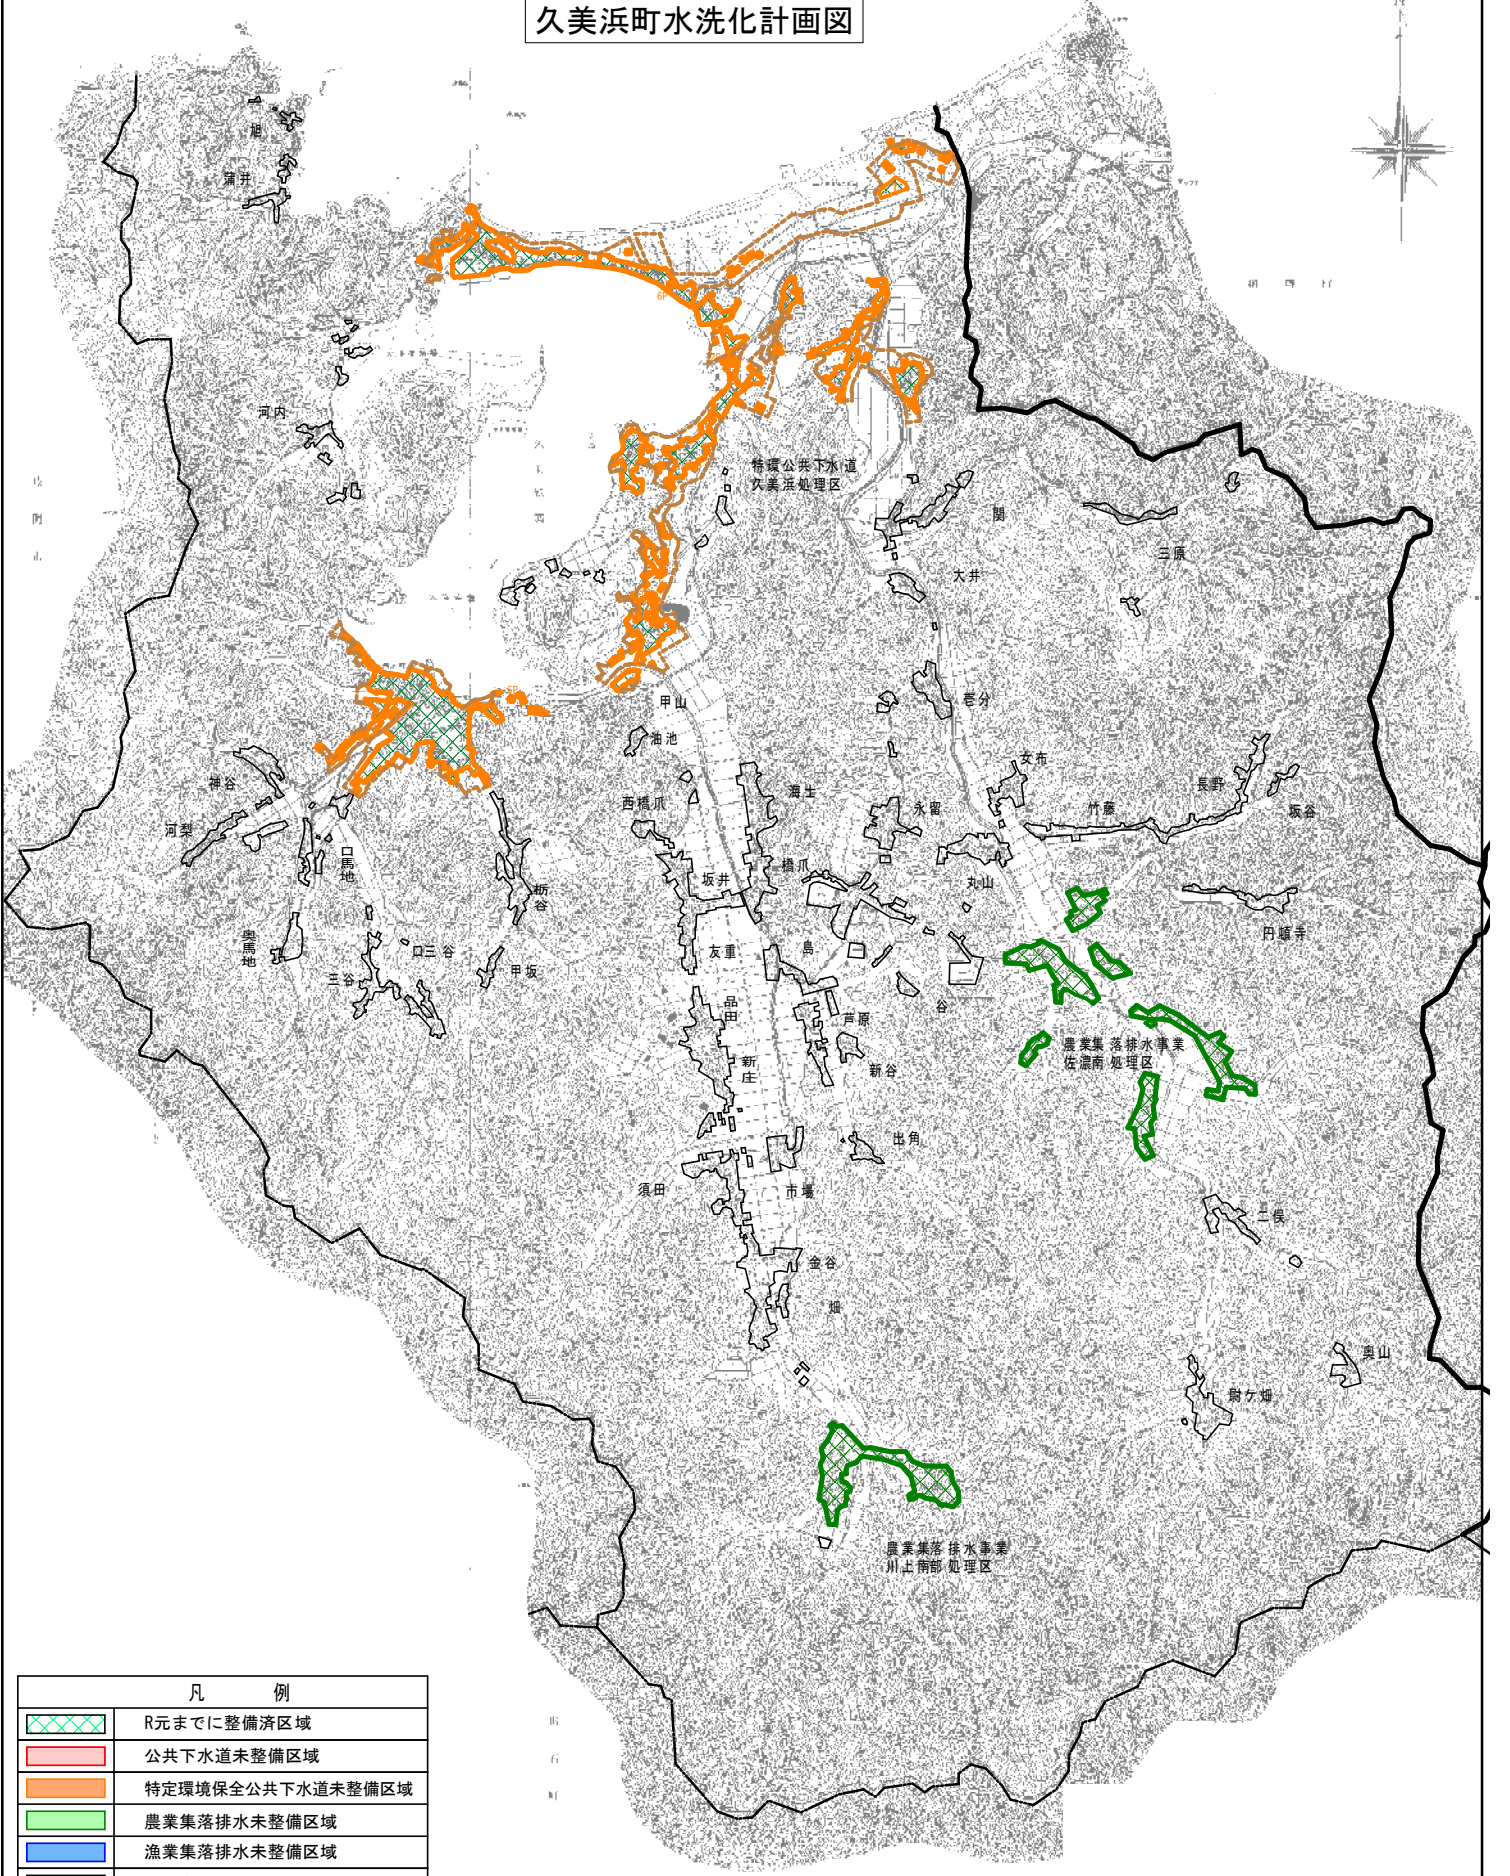 久美浜町水洗化計画図
旭
蒲井
6P
河内
特環公共下水道
久美浜処理区
関
三原
大井
6P
甲山
壱分
油池
女布
神谷
長野
西橋爪
海士
永留
竹藤
坂谷
河梨
口馬地
橋爪
坂井
丸山
栃谷
円頓寺
奥馬地
口三谷
友重
島
三谷
甲坂
品田
谷
芦原
農業集落排水事業
佐濃南処理区
新庄
新谷
出角
須田
市場
二俣
金谷
畑
奥山
尉ケ畑
農業集落排水事業
川上南部処理区
凡 例
R元までに整備済区域
公共下水道未整備区域
特定環境保全公共下水道未整備区域
農業集落排水未整備区域
漁業集落排水未整備区域